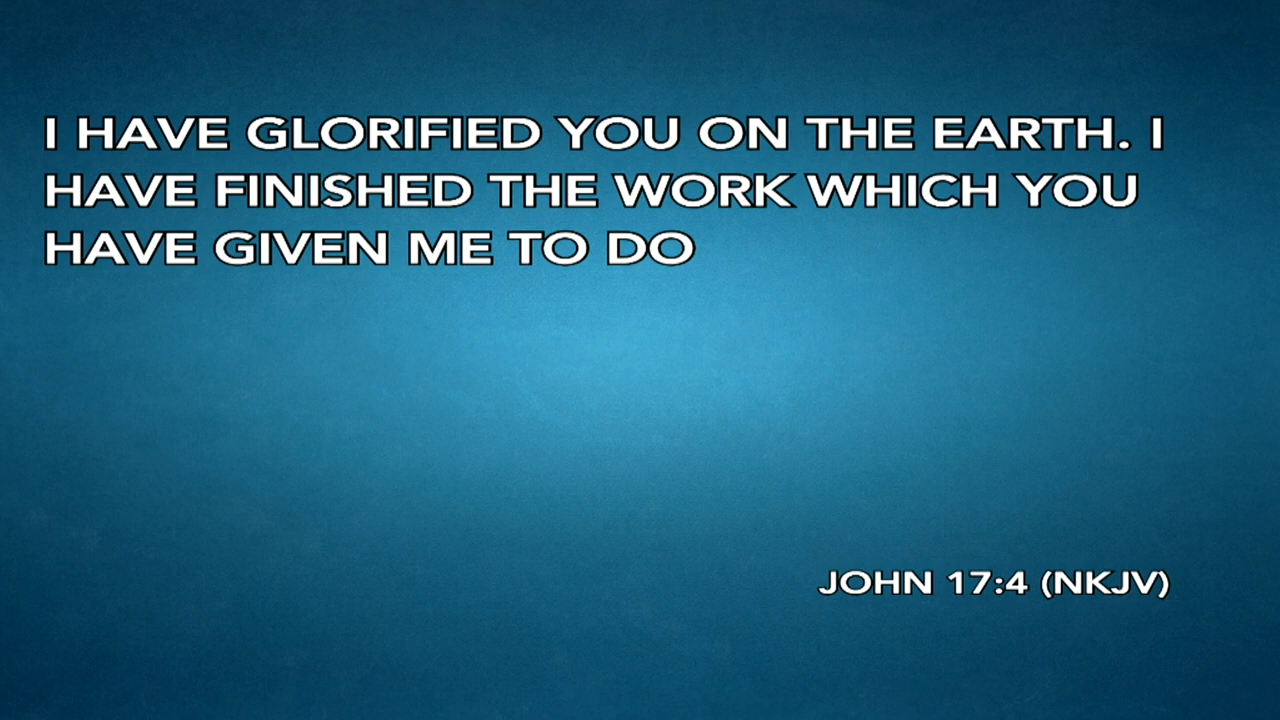 I HAVE GLORIFIED YOU ON THE EARTH. I
HAVE FINISHED THE WORK WHICH YOU
HAVE GIVEN ME TO DO
JOHN 17:4 (NKJV)